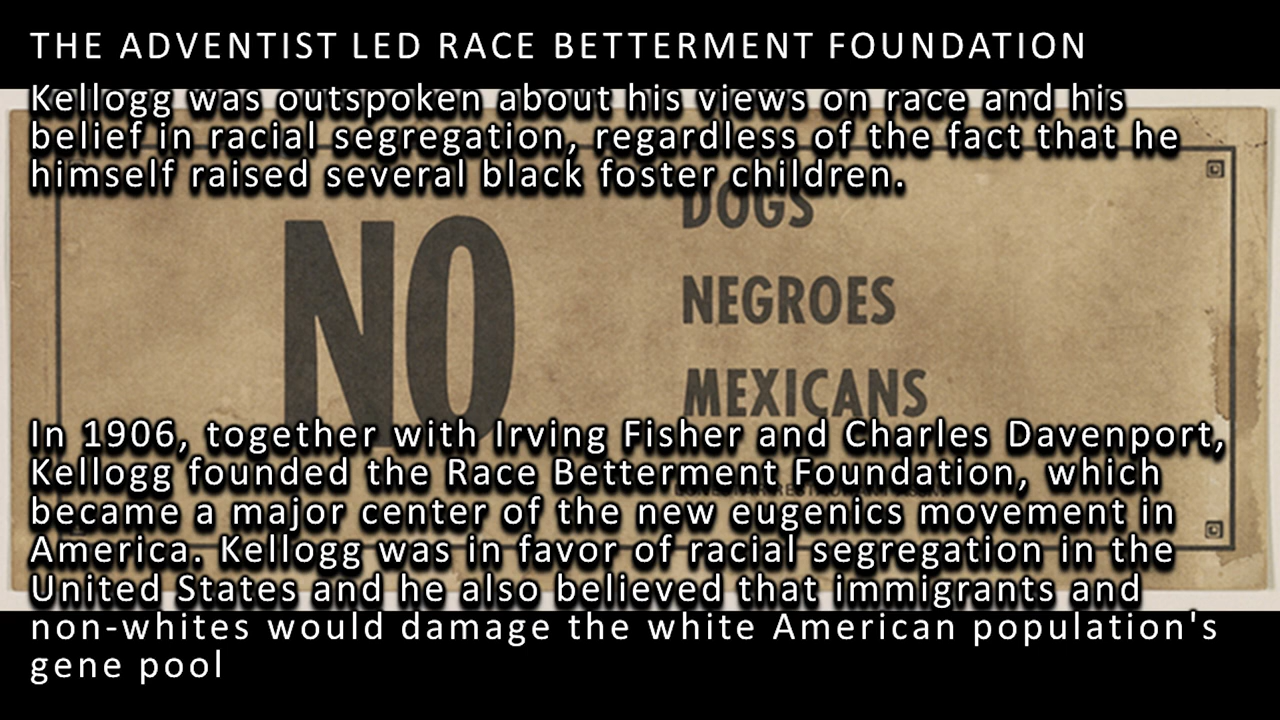 THE ADVENTIST LED RACE BETTERMENT FOUNDATION
Kellogg was outspoken about his views on race and his
belief in racial segregation, regardless of the fact that he
himself raised several black foster children.
NO
DOGS
NEGROES
MEXICANS
In 1906, together with Irving Fisher and Charles Davenport,
Kellogg founded the Race Betterment Foundation, which
became a major center of the new eugenics movement in
America. Kellogg was in favor of racial segregation in the
United States and he also believed that immigrants and
non-whites would damage the white American population's
gene pool